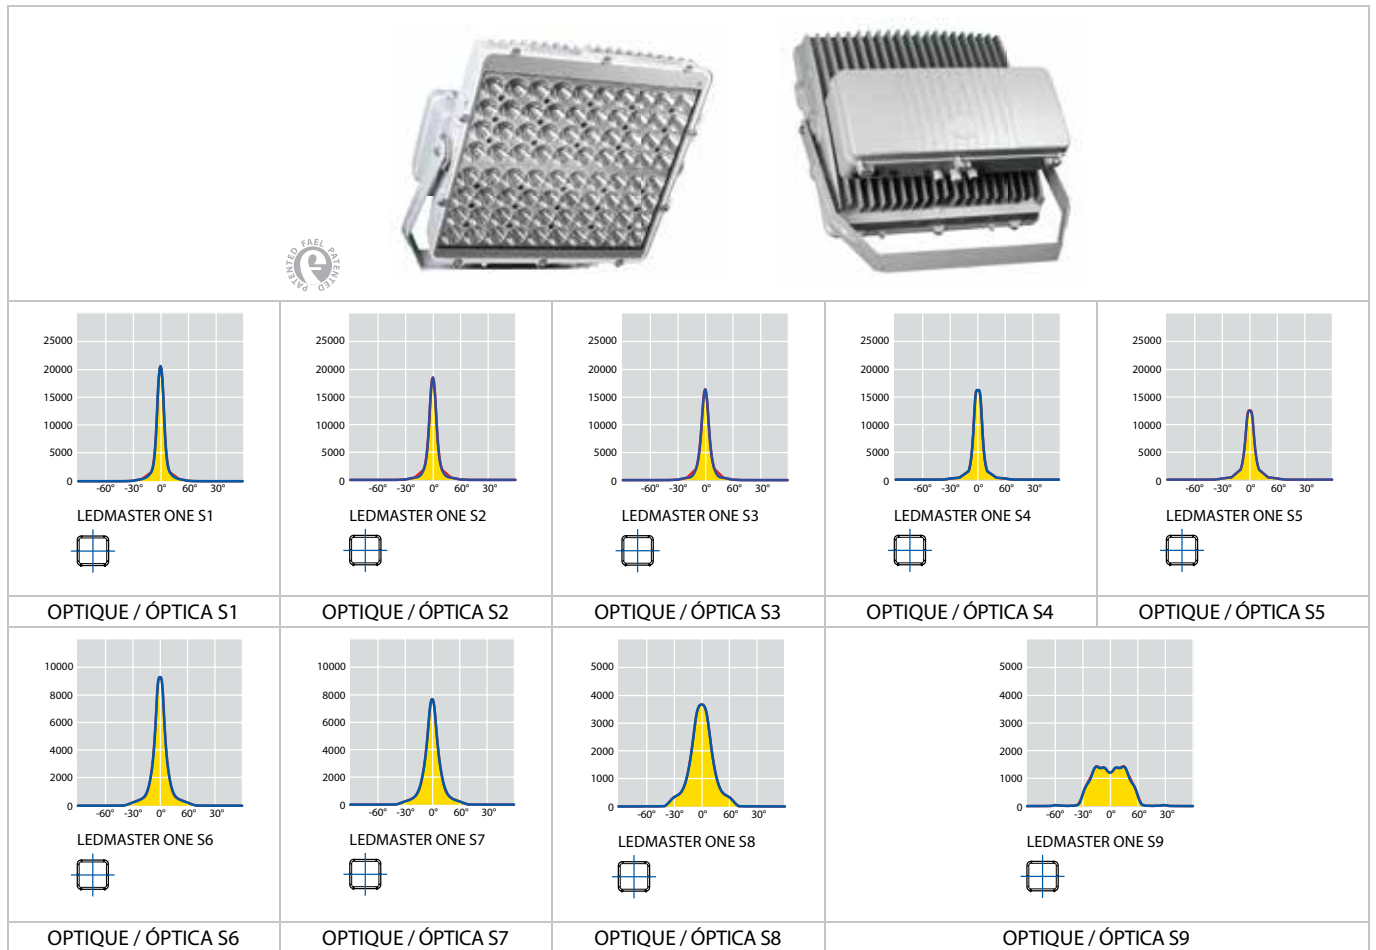 PATENTED FAEL PATENTED
25000
20000
15000
10000
5000
0
-60° -30° 0° 60° 30°
LEDMASTER ONE S1
OPTIQUE / ÓPTICA S1
25000
20000
15000
10000
5000
0
-60° -30° 0° 60° 30°
LEDMASTER ONE S2
OPTIQUE / ÓPTICA S2
25000
20000
15000
10000
5000
0
-60° -30° 0° 60° 30°
LEDMASTER ONE S3
OPTIQUE / ÓPTICA S3
25000
20000
15000
10000
5000
0
-60° -30° 0° 60° 30°
LEDMASTER ONE S4
OPTIQUE / ÓPTICA S4
25000
20000
15000
10000
5000
0
-60° -30° 0° 60° 30°
LEDMASTER ONE S5
OPTIQUE / ÓPTICA S5
10000
8000
6000
4000
2000
0
-60° -30° 0° 60° 30°
LEDMASTER ONE S6
OPTIQUE / ÓPTICA S6
10000
8000
6000
4000
2000
0
-60° -30° 0° 60° 30°
LEDMASTER ONE S7
OPTIQUE / ÓPTICA S7
5000
4000
3000
2000
1000
0
-60° -30° 0° 60° 30°
LEDMASTER ONE S8
OPTIQUE / ÓPTICA S8
5000
4000
3000
2000
1000
0
-60° -30° 0° 60° 30°
LEDMASTER ONE S9
OPTIQUE / ÓPTICA S9